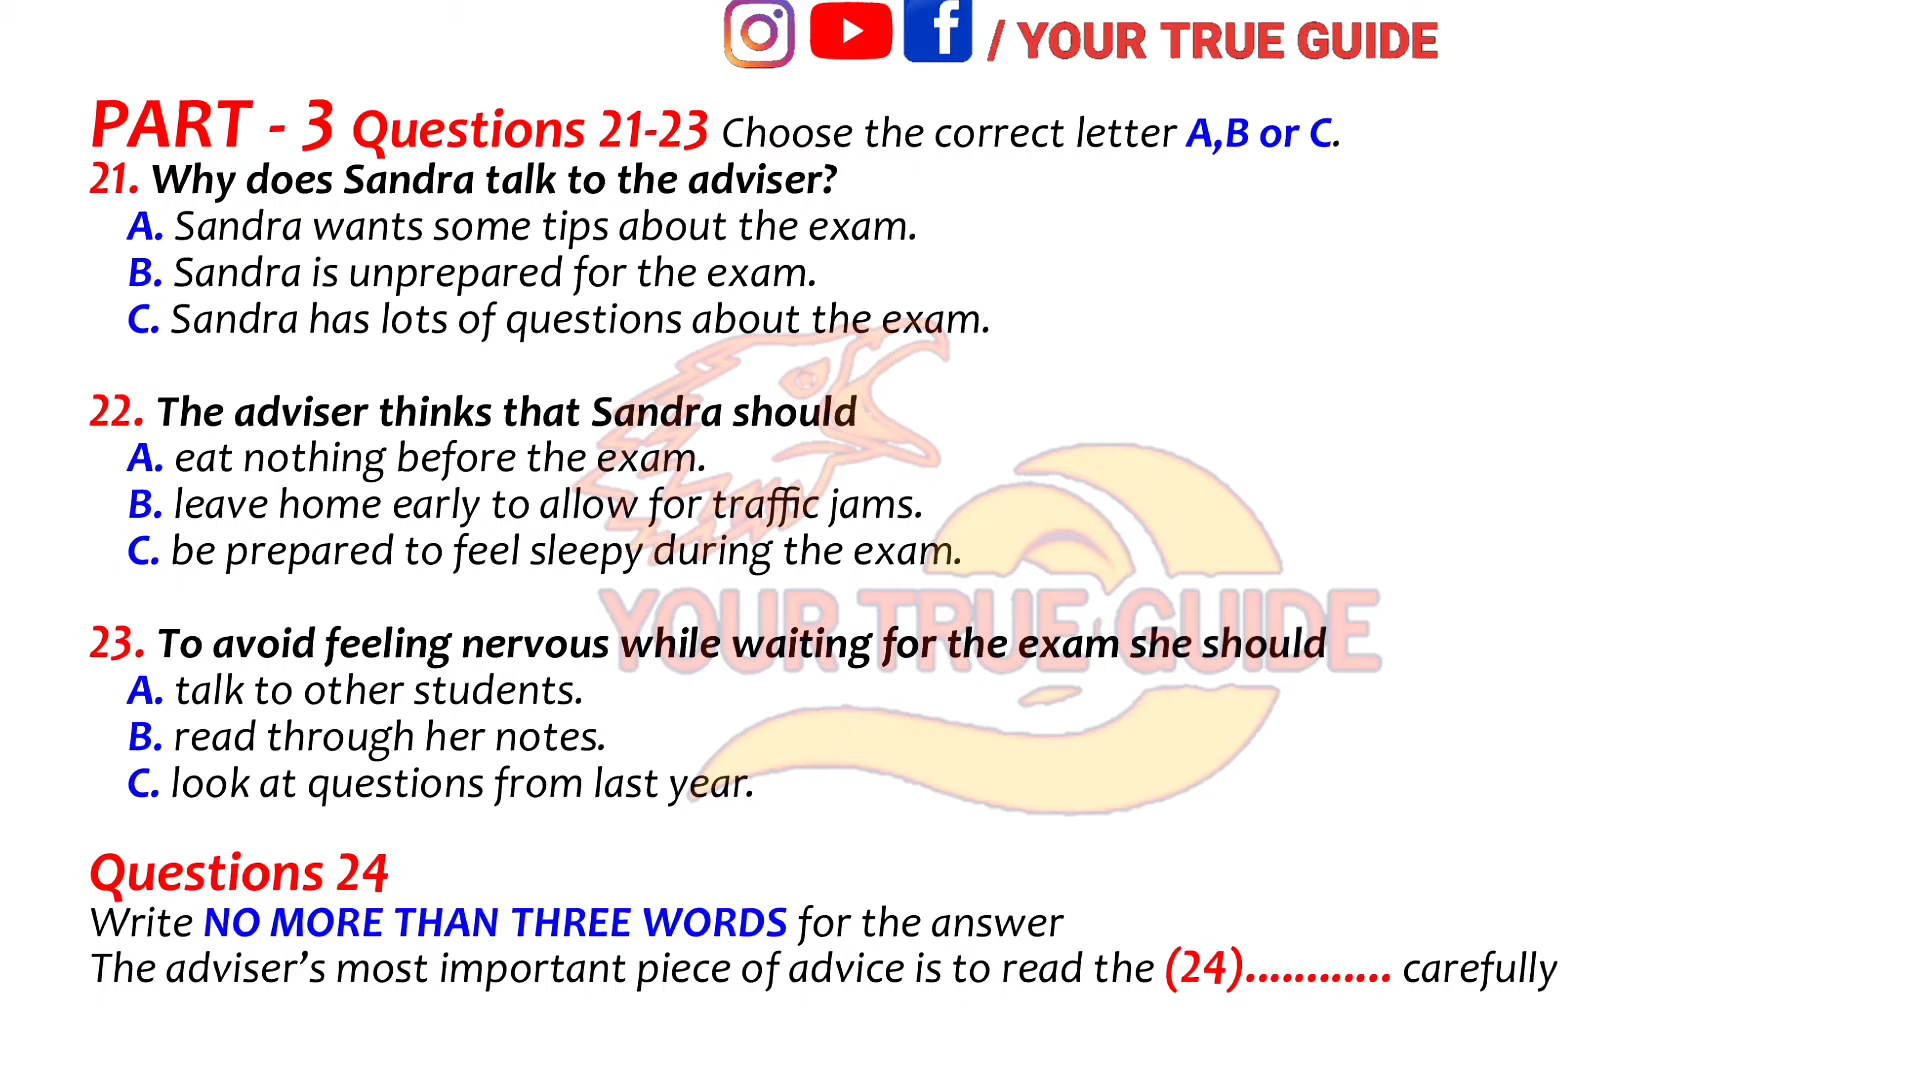 / YOUR TRUE GUIDE
PART - 3 Questions 21-23 Choose the correct letter A,B or C.
21. Why does Sandra talk to the adviser?
A. Sandra wants some tips about the exam.
B. Sandra is unprepared for the exam.
C. Sandra has lots of questions about the exam.
22. The adviser thinks that Sandra should
A. eat nothing before the exam.
B. leave home early to allow for traffic jams.
C. be prepared to feel sleepy during the exam.
YOUR TRUE GUIDE
23. To avoid feeling nervous while waiting for the exam she should
A. talk to other students.
B. read through her notes.
C. look at questions from last year.
Questions 24
Write NO MORE THAN THREE WORDS for the answer
The adviser’s most important piece of advice is to read the (24)............ carefully